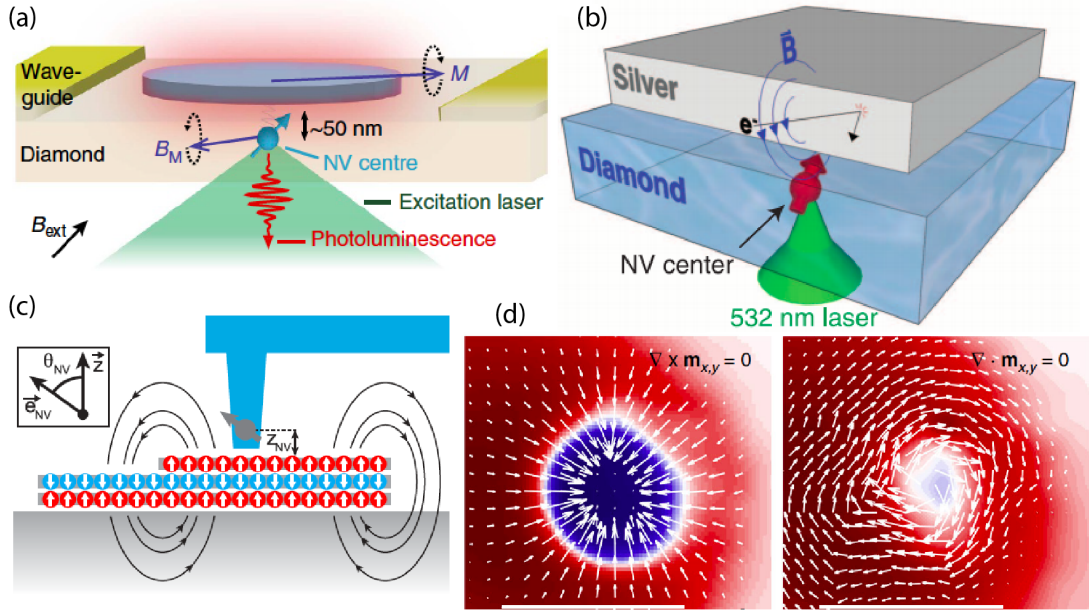 (a)
Wave-
guide
M
~50 nm
B_M
NV centre
Diamond
Excitation laser
B_ext
Photoluminescence
(b)
B⃗
Silver
e-
Diamond
NV center
532 nm laser
(c)
θ_NV
z⃗
e⃗_NV
z_NV
(d)
∇ x m_x,y = 0
∇ · m_x,y = 0